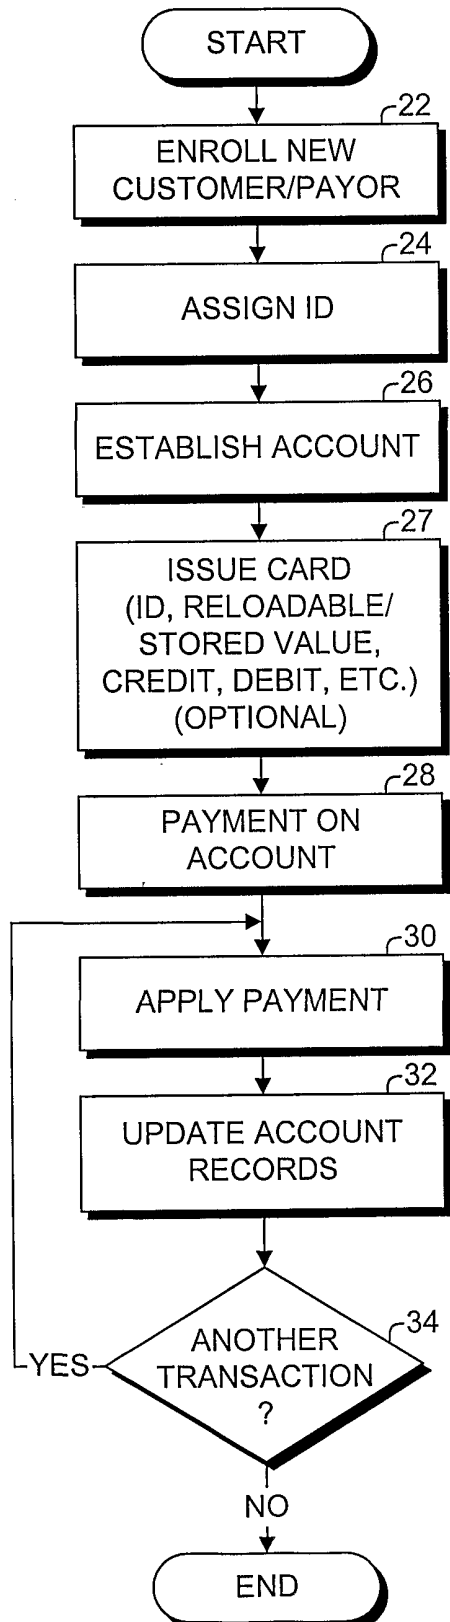 START
22
ENROLL NEW
CUSTOMER/PAYOR
24
ASSIGN ID
26
ESTABLISH ACCOUNT
27
ISSUE CARD
(ID, RELOADABLE/
STORED VALUE,
CREDIT, DEBIT, ETC.)
(OPTIONAL)
28
PAYMENT ON
ACCOUNT
30
APPLY PAYMENT
32
UPDATE ACCOUNT
RECORDS
34
ANOTHER
TRANSACTION
?
YES
NO
END